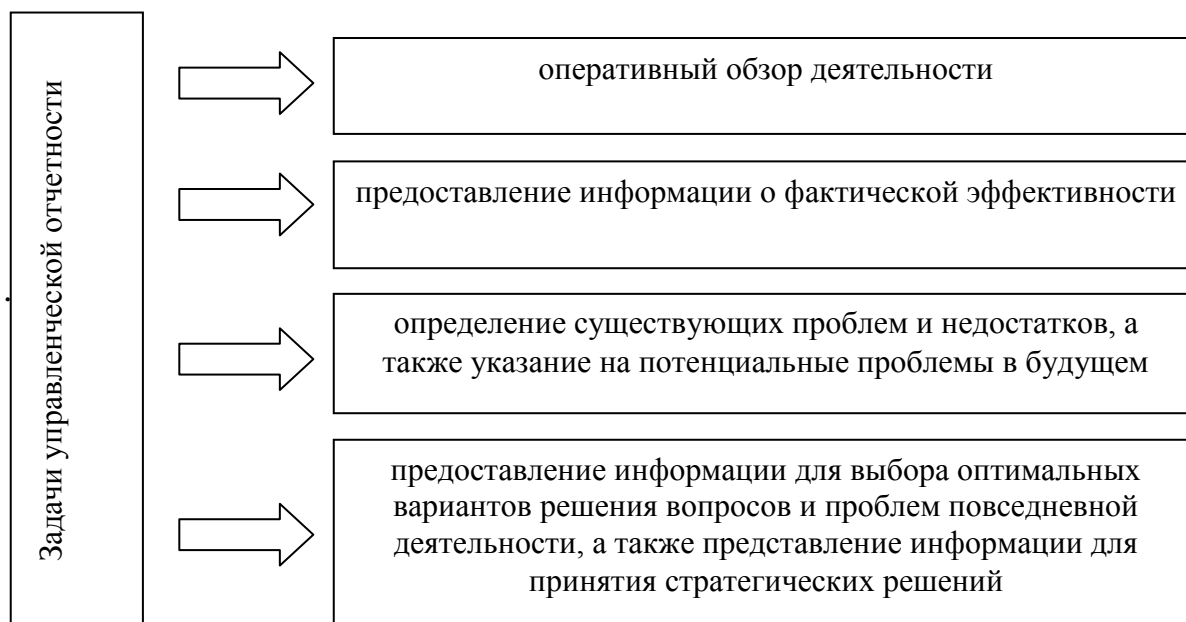 Задачи управленческой отчетности
оперативный обзор деятельности
предоставление информации о фактической эффективности
определение существующих проблем и недостатков, а
также указание на потенциальные проблемы в будущем
предоставление информации для выбора оптимальных
вариантов решения вопросов и проблем повседневной
деятельности, а также представление информации для
принятия стратегических решений